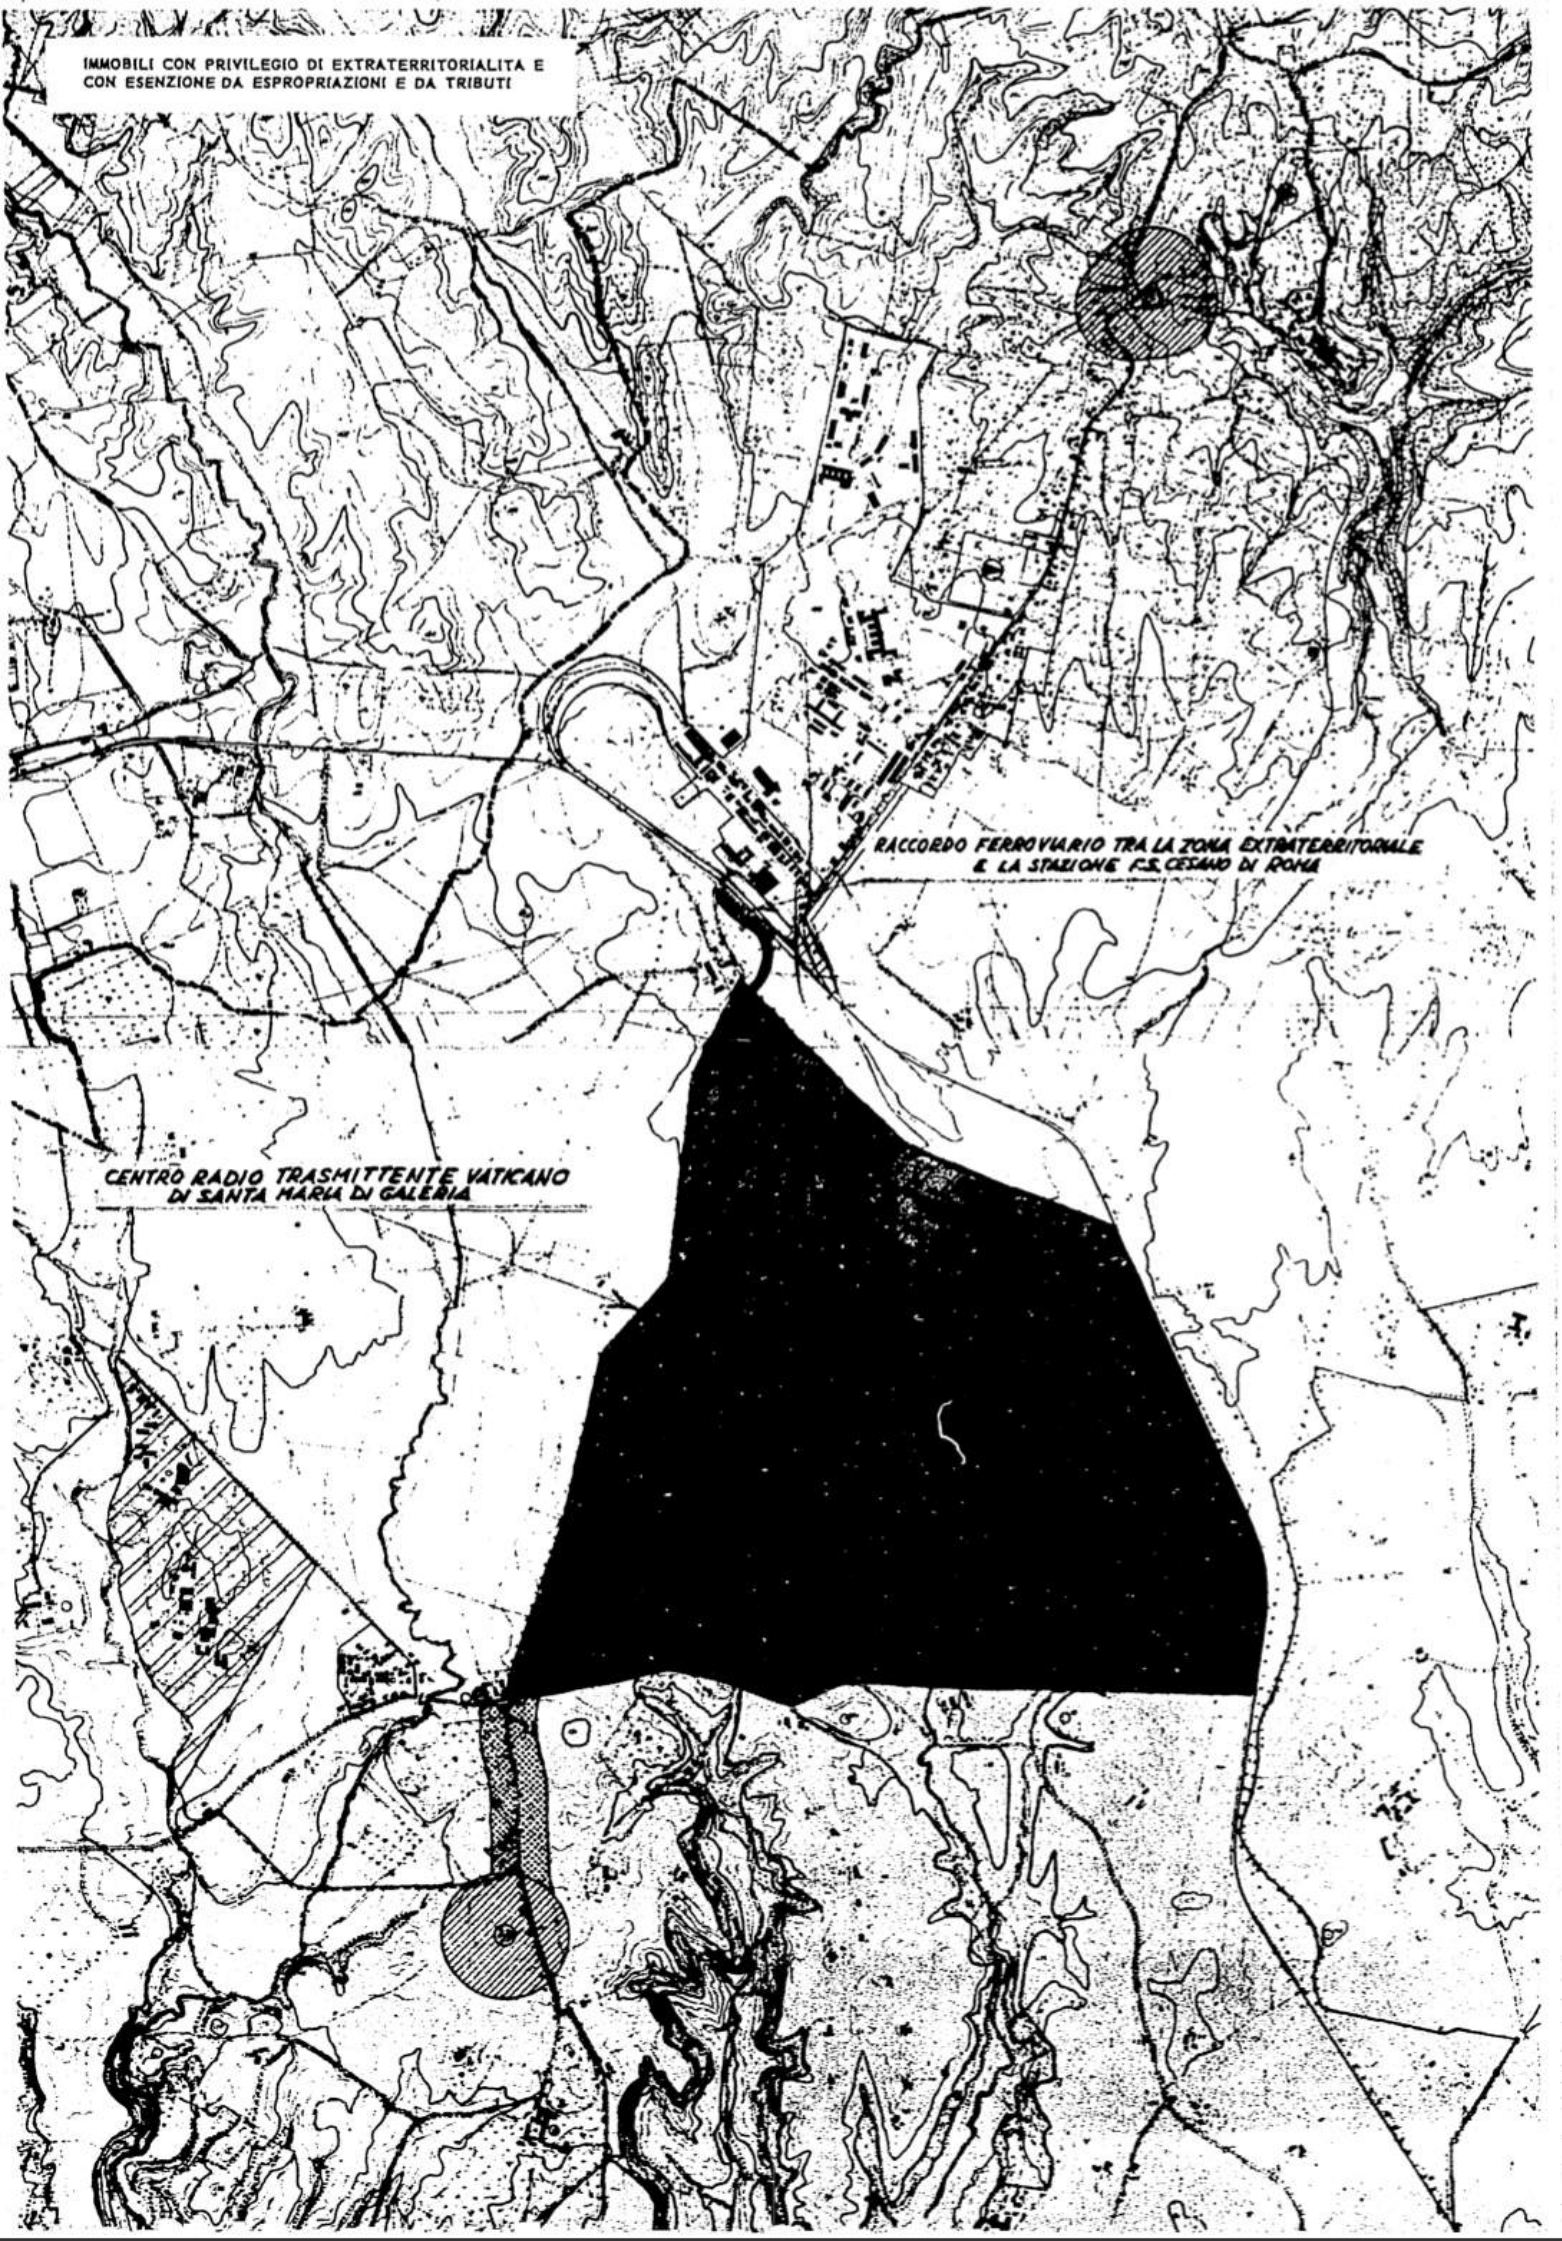 IMMOBILI CON PRIVILEGIO DI EXTRATERRITORIALITA E
CON ESENZIONE DA ESPROPRIAZIONI E DA TRIBUTI
RACCORDO FERROVIARIO TRA LA ZONA EXTRATERRITORIALE
E LA STAZIONE F.S. CESANO DI ROMA
CENTRO RADIO TRASMITTENTE VATICANO
DI SANTA MARIA DI GALERIA